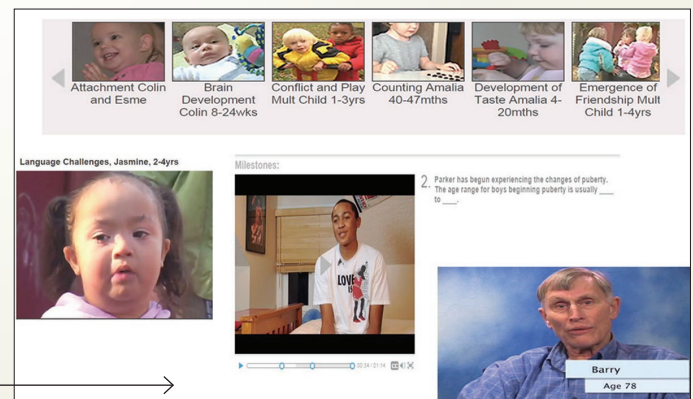 Attachment Colin
and Esme
Brain
Development
Colin 8-24wks
Conflict and Play
Mult Child 1-3yrs
Counting Amalia
40-47mths
Development of
Taste Amalia 4-
20mths
Emergence of
Friendship Mult
Child 1-4yrs
Language Challenges, Jasmine, 2-4yrs
Milestones:
2. Parker has begun experiencing the changes of puberty.
The age range for boys beginning puberty is usually ____
to ____.
LOVE
CC
Barry
Age 78